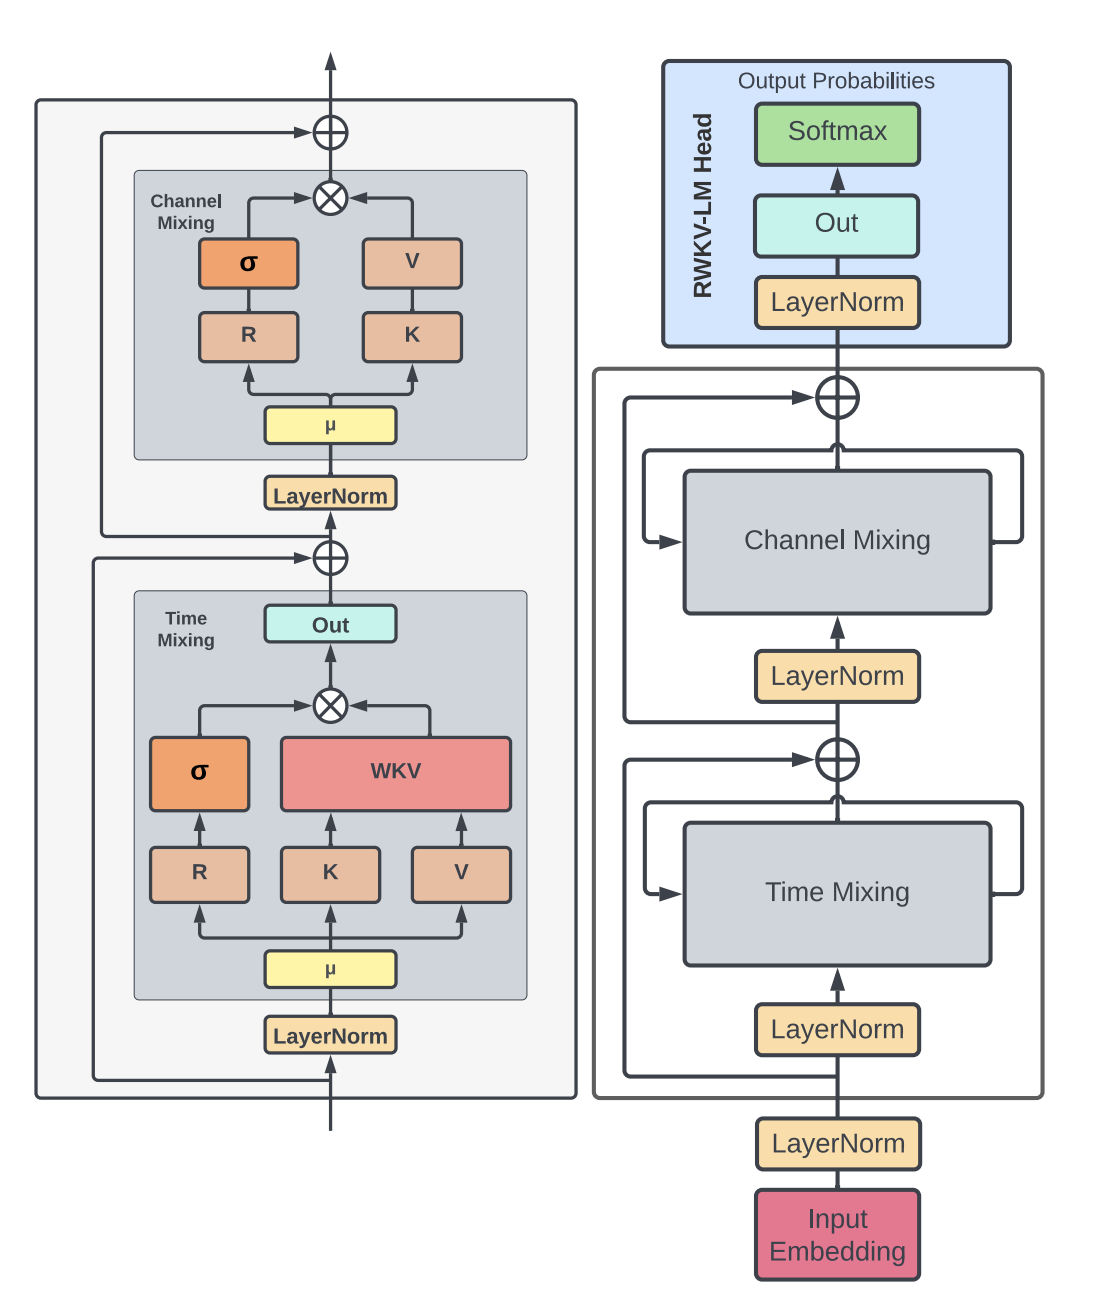 Channel
Mixing
σ
V
R
K
μ
LayerNorm
Time
Mixing
Out
σ
WKV
R
K
V
μ
LayerNorm
Output Probabilities
RWKV-LM Head
Softmax
Out
LayerNorm
Channel Mixing
LayerNorm
Time Mixing
LayerNorm
LayerNorm
Input
Embedding